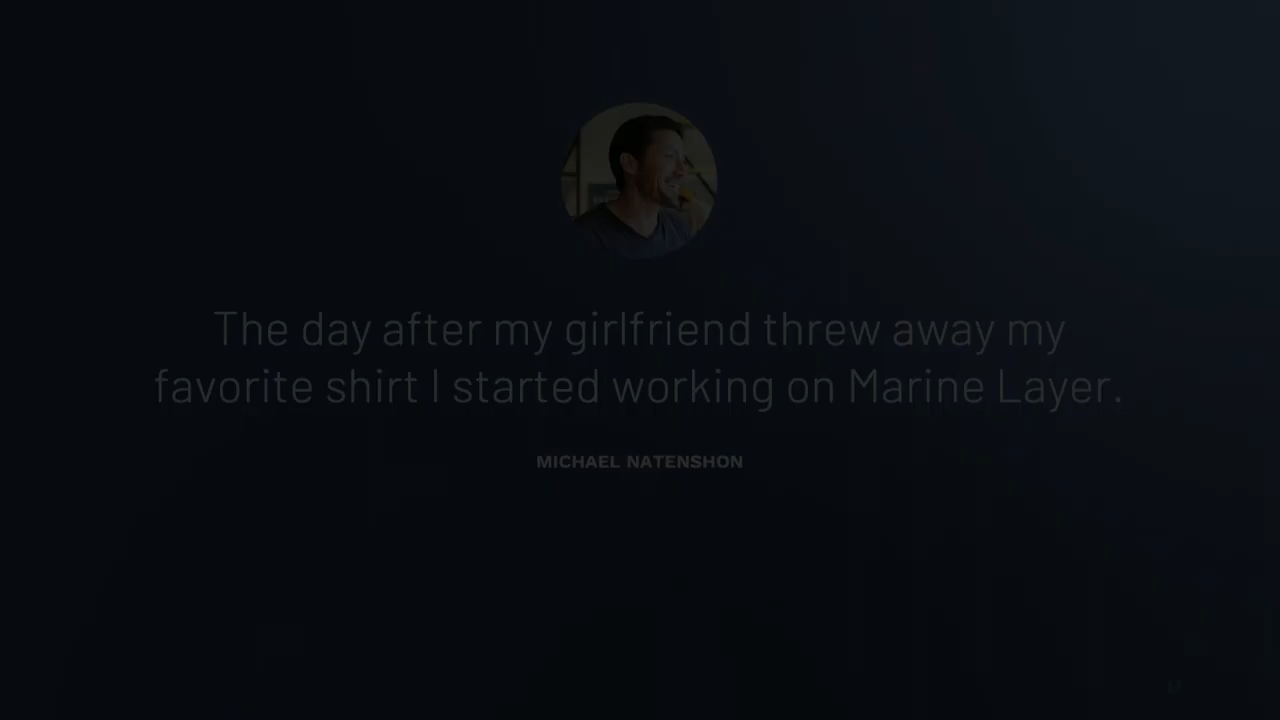 The day after my girlfriend threw away my
favorite shirt I started working on Marine Layer.
MICHAEL NATENSHON